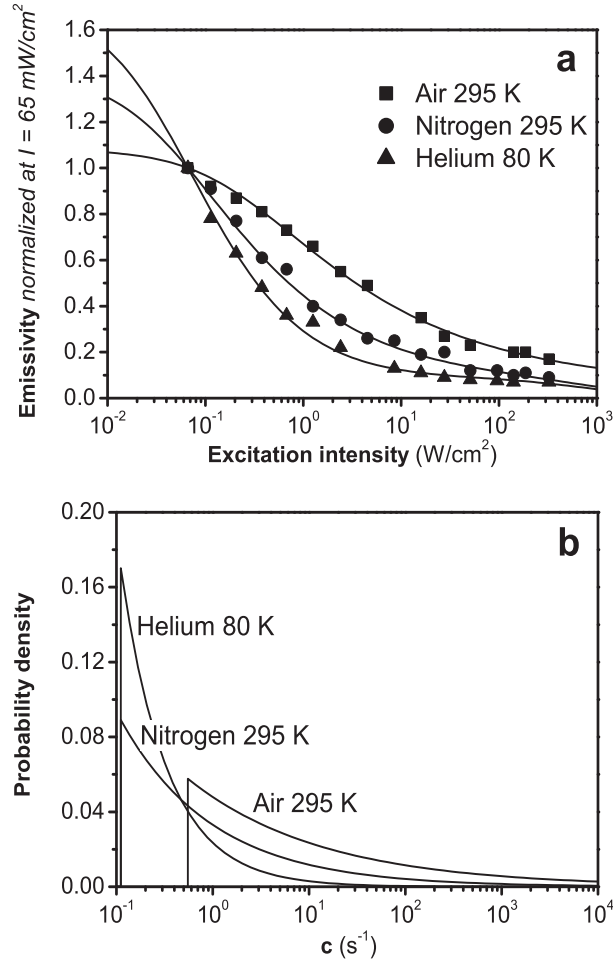 1.6
1.4
1.2
1.0
0.8
0.6
0.4
0.2
0.0
Emissivity normalized at I = 65 mW/cm²
a
Air 295 K
Nitrogen 295 K
Helium 80 K
10⁻² 10⁻¹ 10⁰ 10¹ 10² 10³
Excitation intensity (W/cm²)
0.20
0.16
0.12
0.08
0.04
0.00
Probability density
b
Helium 80 K
Nitrogen 295 K
Air 295 K
10⁻¹ 10⁰ 10¹ 10² 10³ 10⁴
c (s⁻¹)